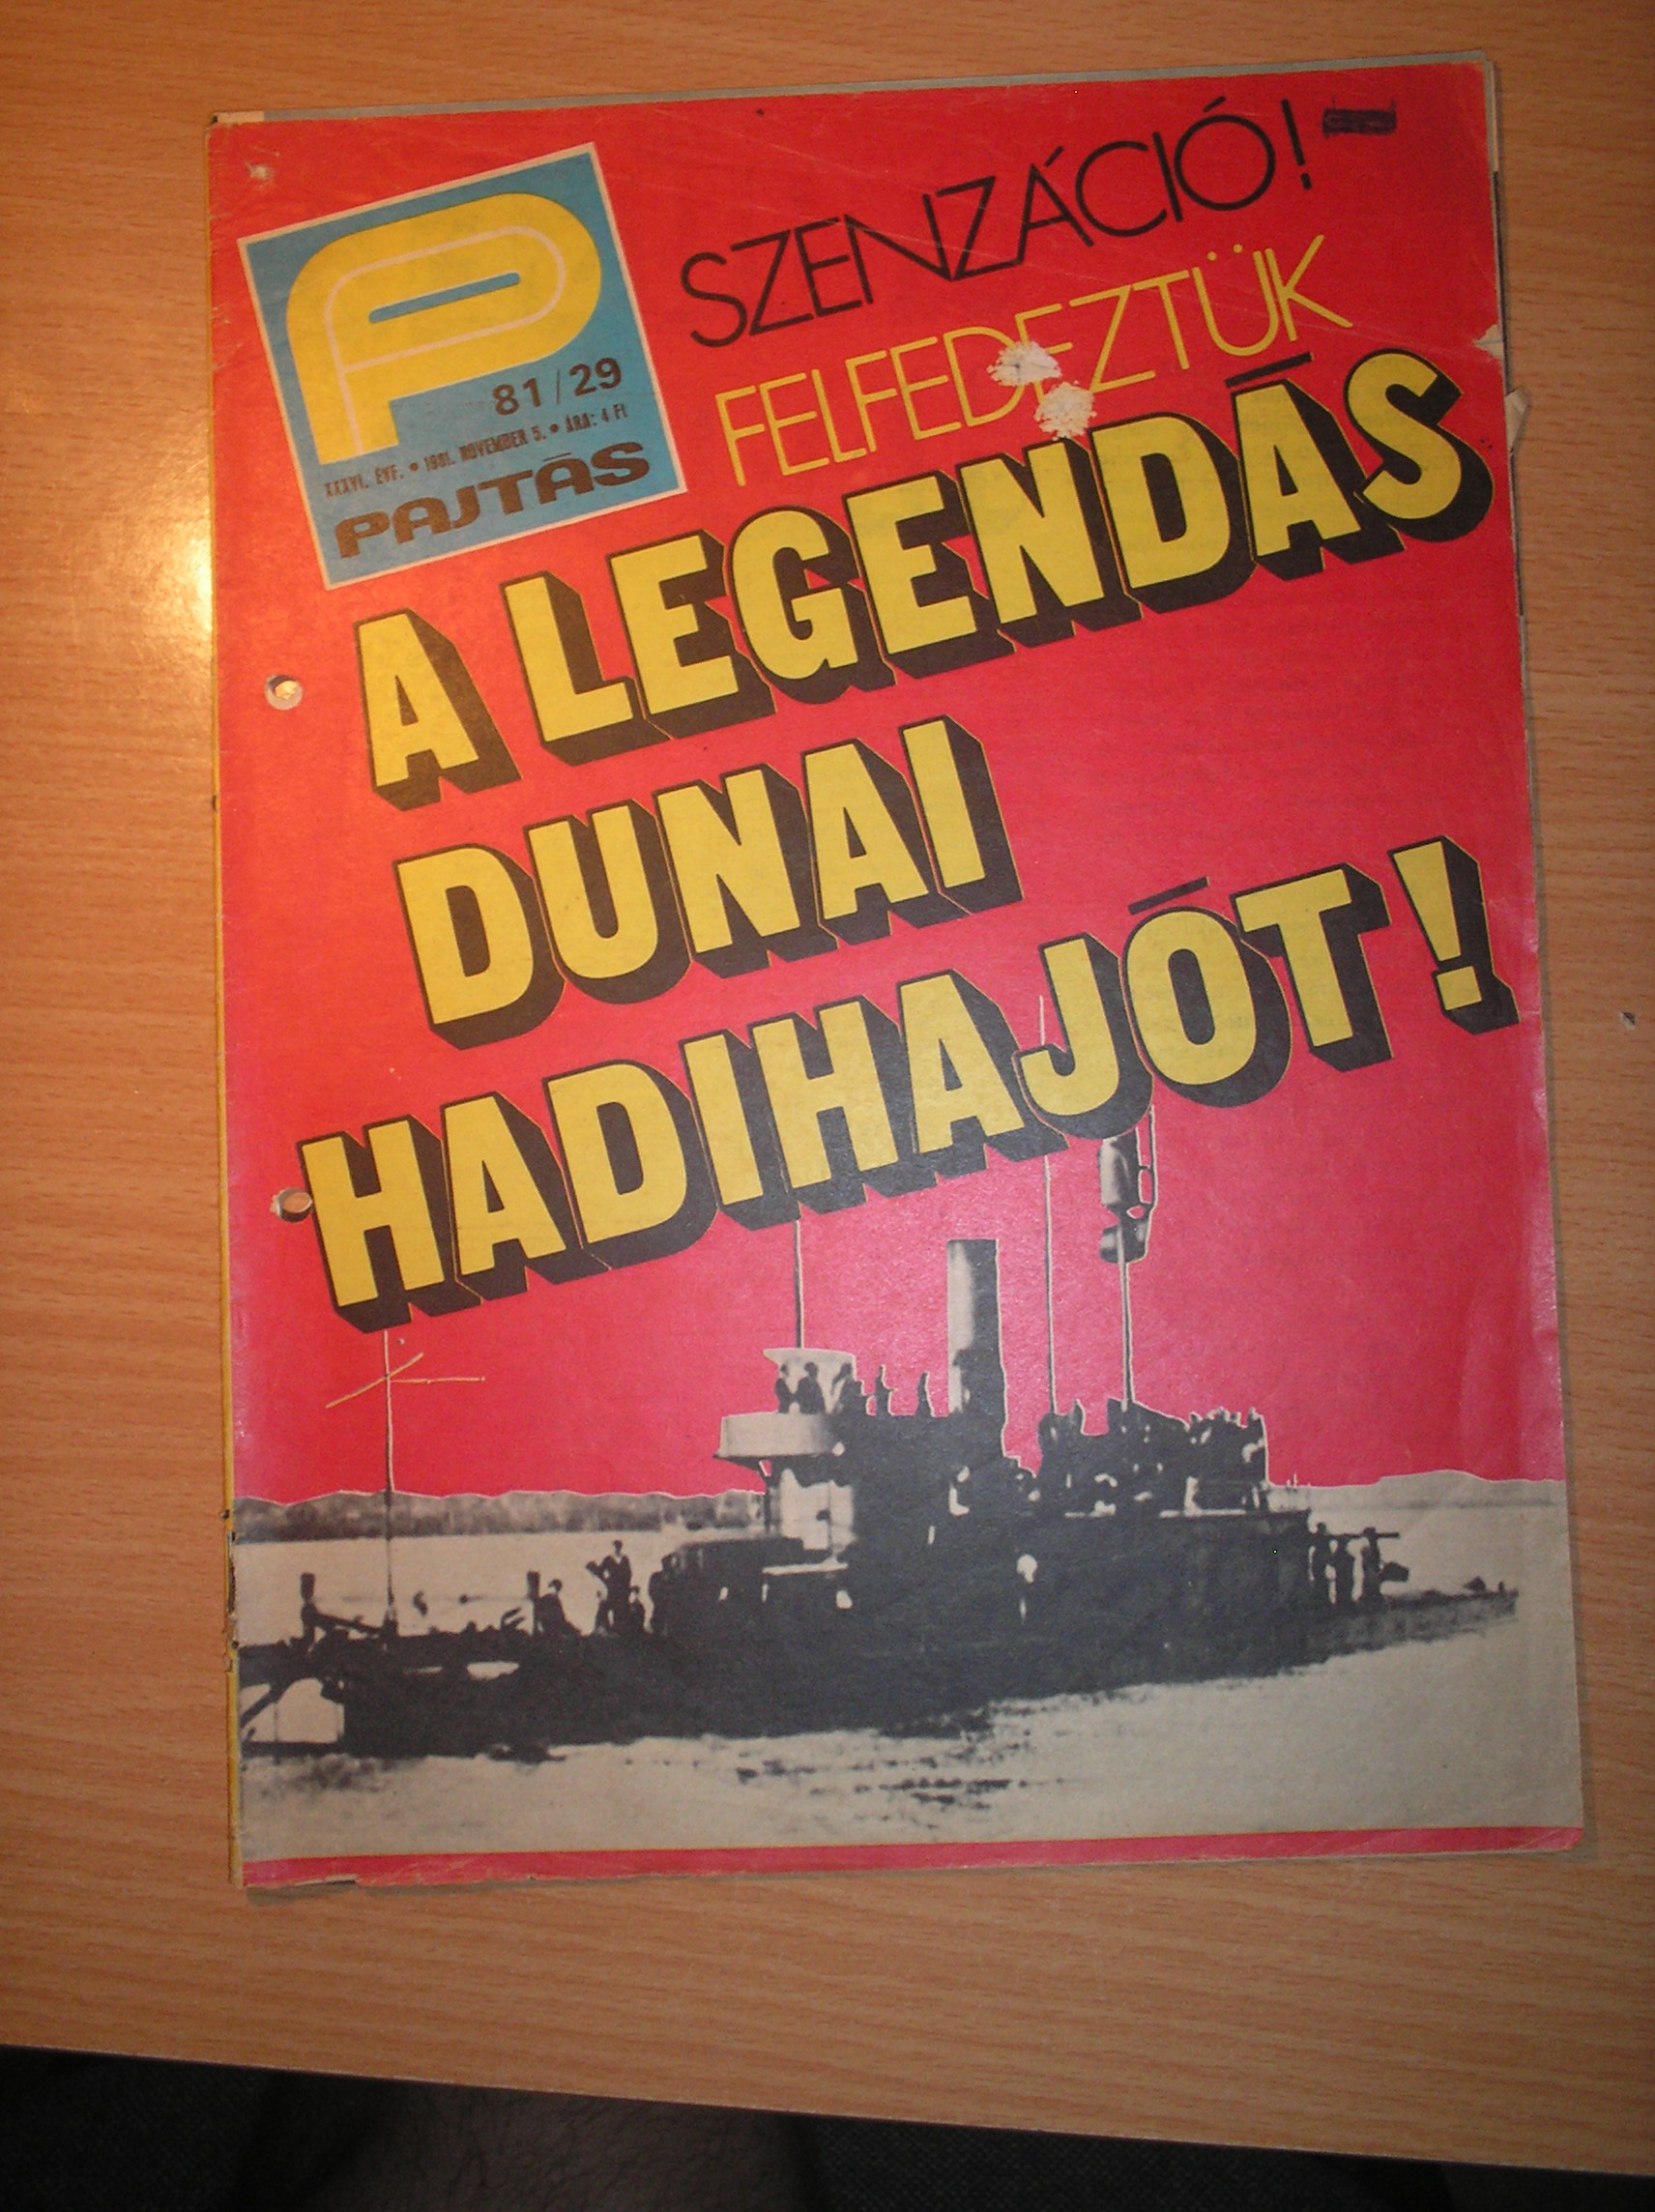 SZENZÁCIÓ!
FELFEDEZTÜK
81/29
XXXVI. ÉVF. • 1981. NOVEMBER 5. • ÁRA: 4 Ft
PAJTÁS
A LEGENDÁS
DUNAI
HADIHAJÓT!